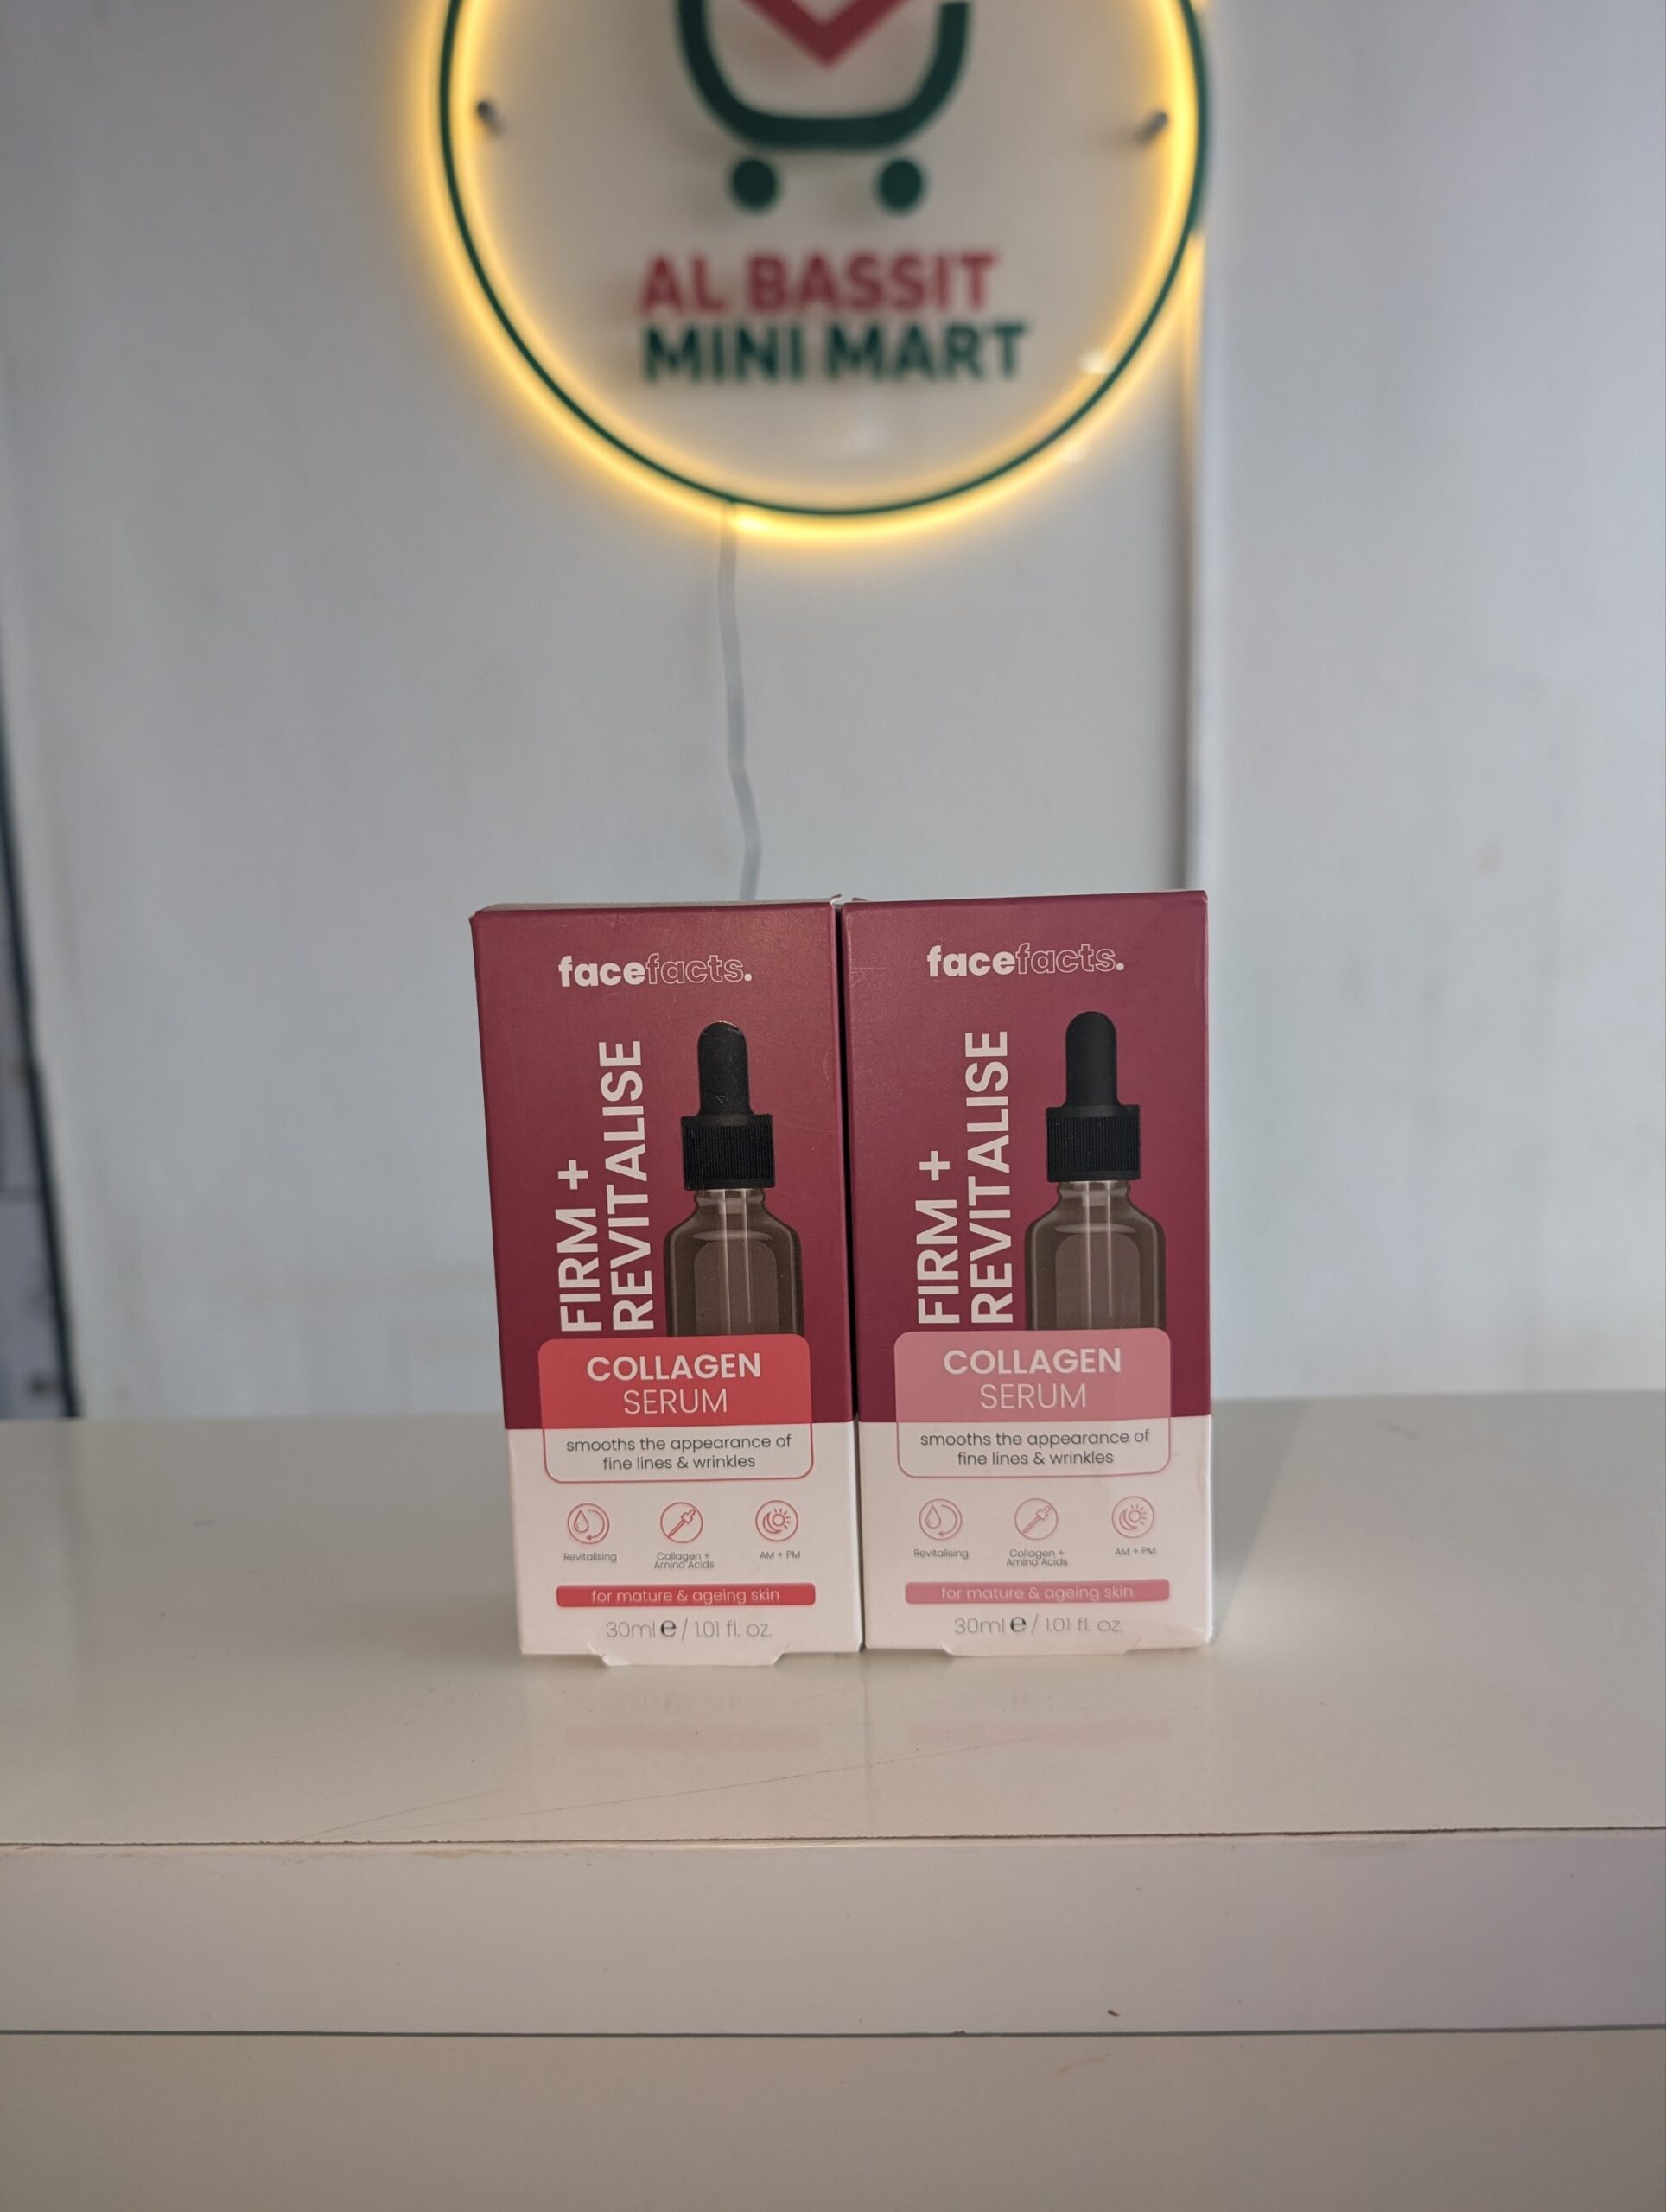 AL BASSIT
MINI MART
facefacts.
FIRM +
REVITALISE
COLLAGEN
SERUM
smooths the appearance of
fine lines & wrinkles
Revitalising
Collagen +
Amino Acids
AM + PM
for mature & ageing skin
30ml e / 1.01 fl. oz.
facefacts.
FIRM +
REVITALISE
COLLAGEN
SERUM
smooths the appearance of
fine lines & wrinkles
Revitalising
Collagen +
Amino Acids
AM + PM
for mature & ageing skin
30ml e / 1.01 fl. oz.